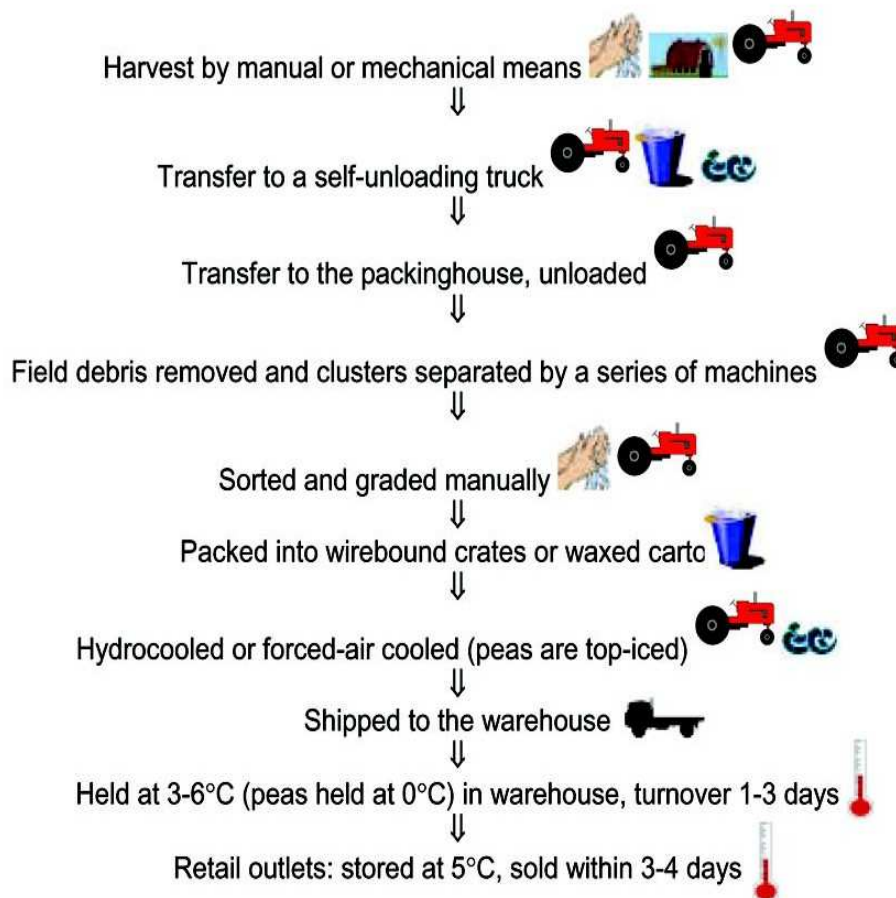 Harvest by manual or mechanical means
Transfer to a self-unloading truck
Transfer to the packinghouse, unloaded
Field debris removed and clusters separated by a series of machines
Sorted and graded manually
Packed into wirebound crates or waxed carto
Hydrocooled or forced-air cooled (peas are top-iced)
Shipped to the warehouse
Held at 3-6°C (peas held at 0°C) in warehouse, turnover 1-3 days
Retail outlets: stored at 5°C, sold within 3-4 days